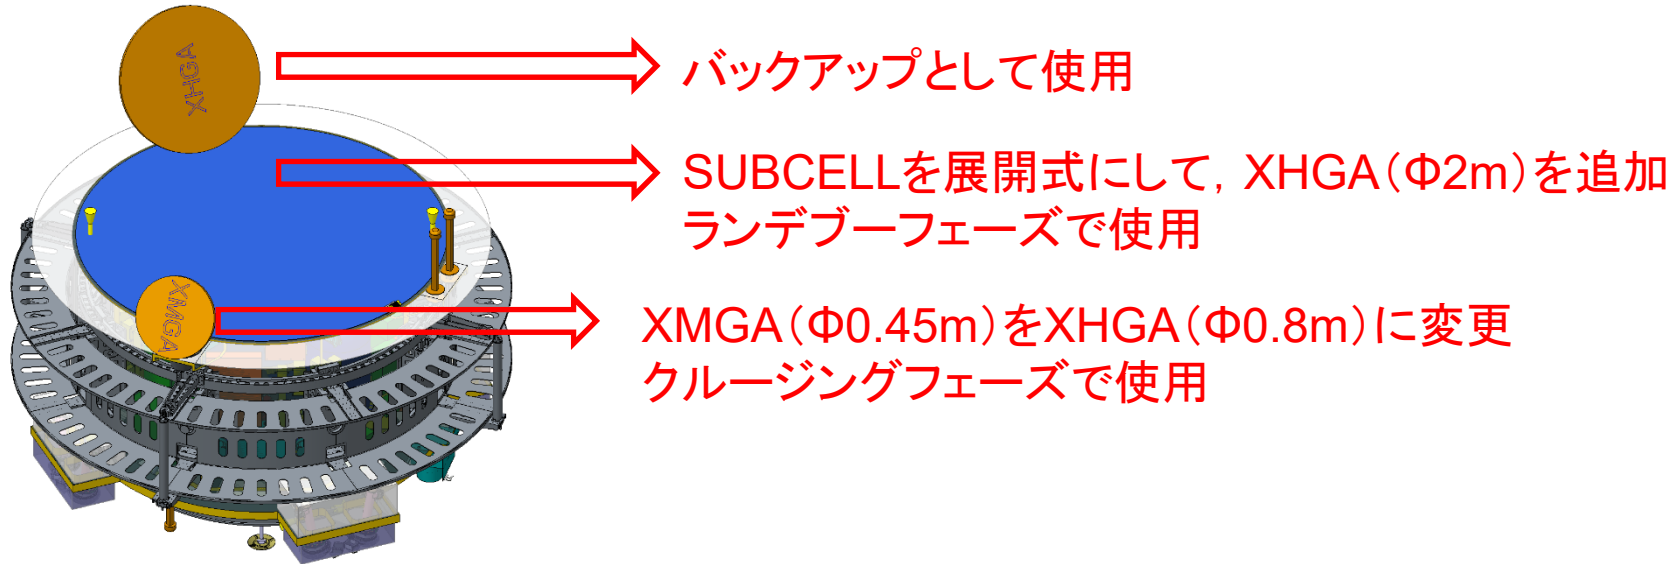 XHGA
バックアップとして使用
SUBCELLを展開式にして，XHGA（Φ2m）を追加
ランデブーフェーズで使用
XMGA
XMGA（Φ0.45m）をXHGA（Φ0.8m）に変更
クルージングフェーズで使用